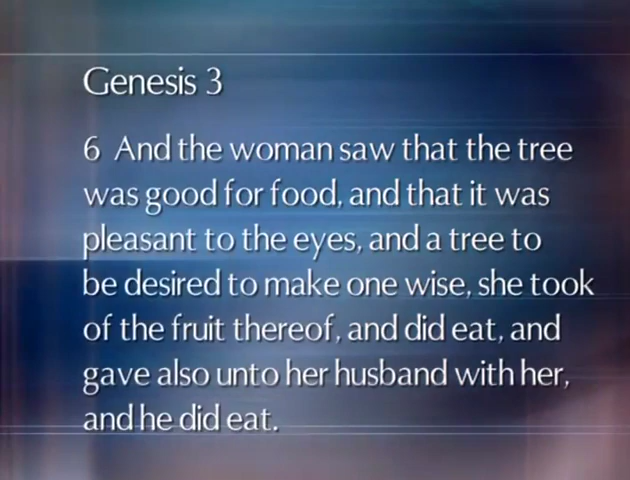 Genesis 3
6 And the woman saw that the tree
was good for food, and that it was
pleasant to the eyes, and a tree to
be desired to make one wise, she took
of the fruit thereof, and did eat, and
gave also unto her husband with her,
and he did eat.